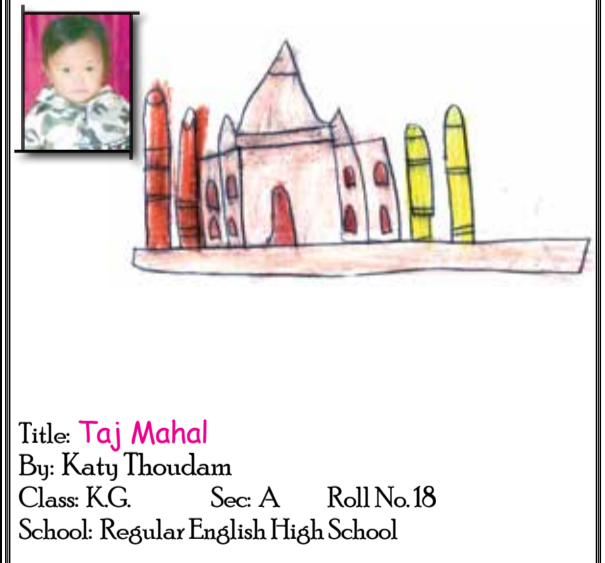 Title: Taj Mahal
By: Katy Thoudam
Class: K.G. Sec: A Roll No.18
School: Regular English High School